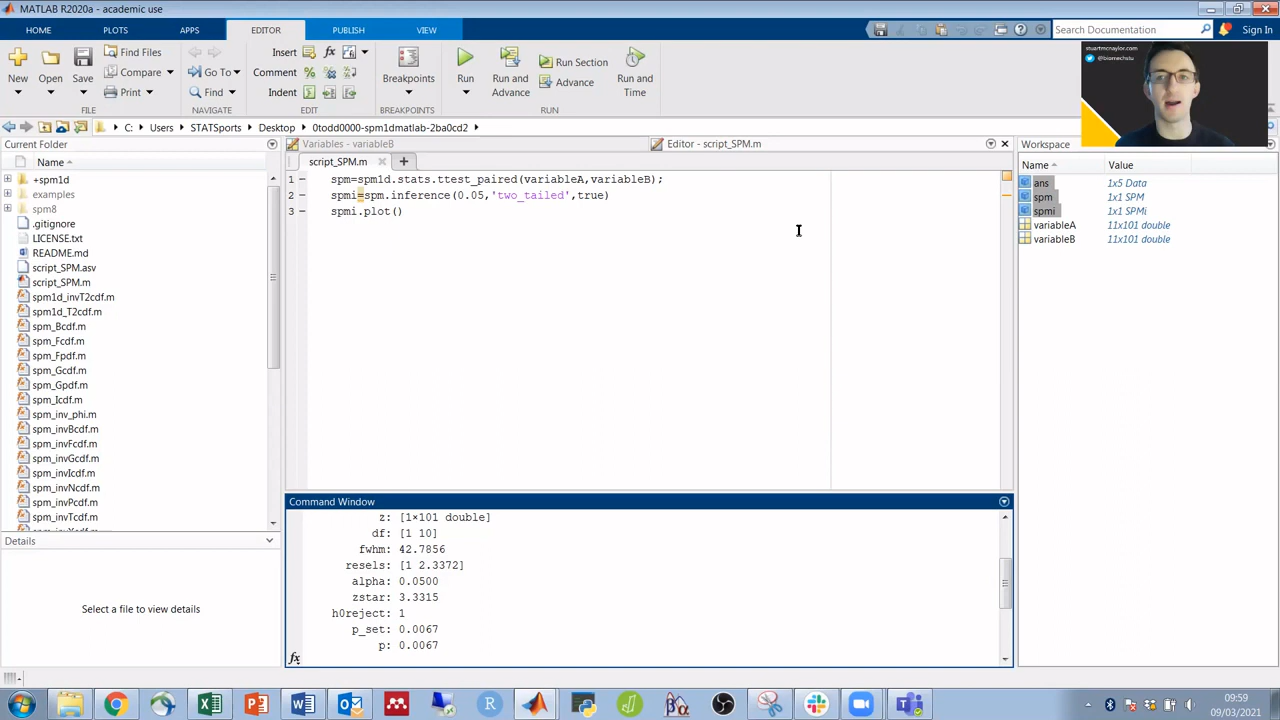 MATLAB R2020a - academic use
HOME PLOTS APPS EDITOR PUBLISH VIEW
Search Documentation
Sign In
New Open Save Find Files Compare Print
Go To Find
Insert Comment Indent
Breakpoints
Run Run and Advance Run Section Advance Run and Time
FILE NAVIGATE EDIT BREAKPOINTS RUN
stuartmcnaylor.com
@biomechstu
C: Users STATSports Desktop 0todd0000-spm1dmatlab-2ba0cd2
Current Folder
Name
+spm1d
examples
spm8
.gitignore
LICENSE.txt
README.md
script_SPM.asv
script_SPM.m
spm1d_invT2cdf.m
spm1d_T2cdf.m
spm_Bcdf.m
spm_Fcdf.m
spm_Fpdf.m
spm_Gcdf.m
spm_Gpdf.m
spm_Icdf.m
spm_inv_phi.m
spm_invBcdf.m
spm_invFcdf.m
spm_invGcdf.m
spm_invIcdf.m
spm_invNcdf.m
spm_invPcdf.m
spm_invTcdf.m
Details
Select a file to view details
Variables - variableB
Editor - script_SPM.m
script_SPM.m
1 spm=spm1d.stats.ttest_paired(variableA,variableB);
2 spmi=spm.inference(0.05,'two_tailed',true)
3 spmi.plot()
Command Window
z: [1×101 double]
df: [1 10]
fwhm: 42.7856
resels: [1 2.3372]
alpha: 0.0500
zstar: 3.3315
h0reject: 1
p_set: 0.0067
p: 0.0067
fx
Workspace
Name Value
ans 1x5 Data
spm 1x1 SPM
spmi 1x1 SPMi
variableA 11x101 double
variableB 11x101 double
09:59
09/03/2021